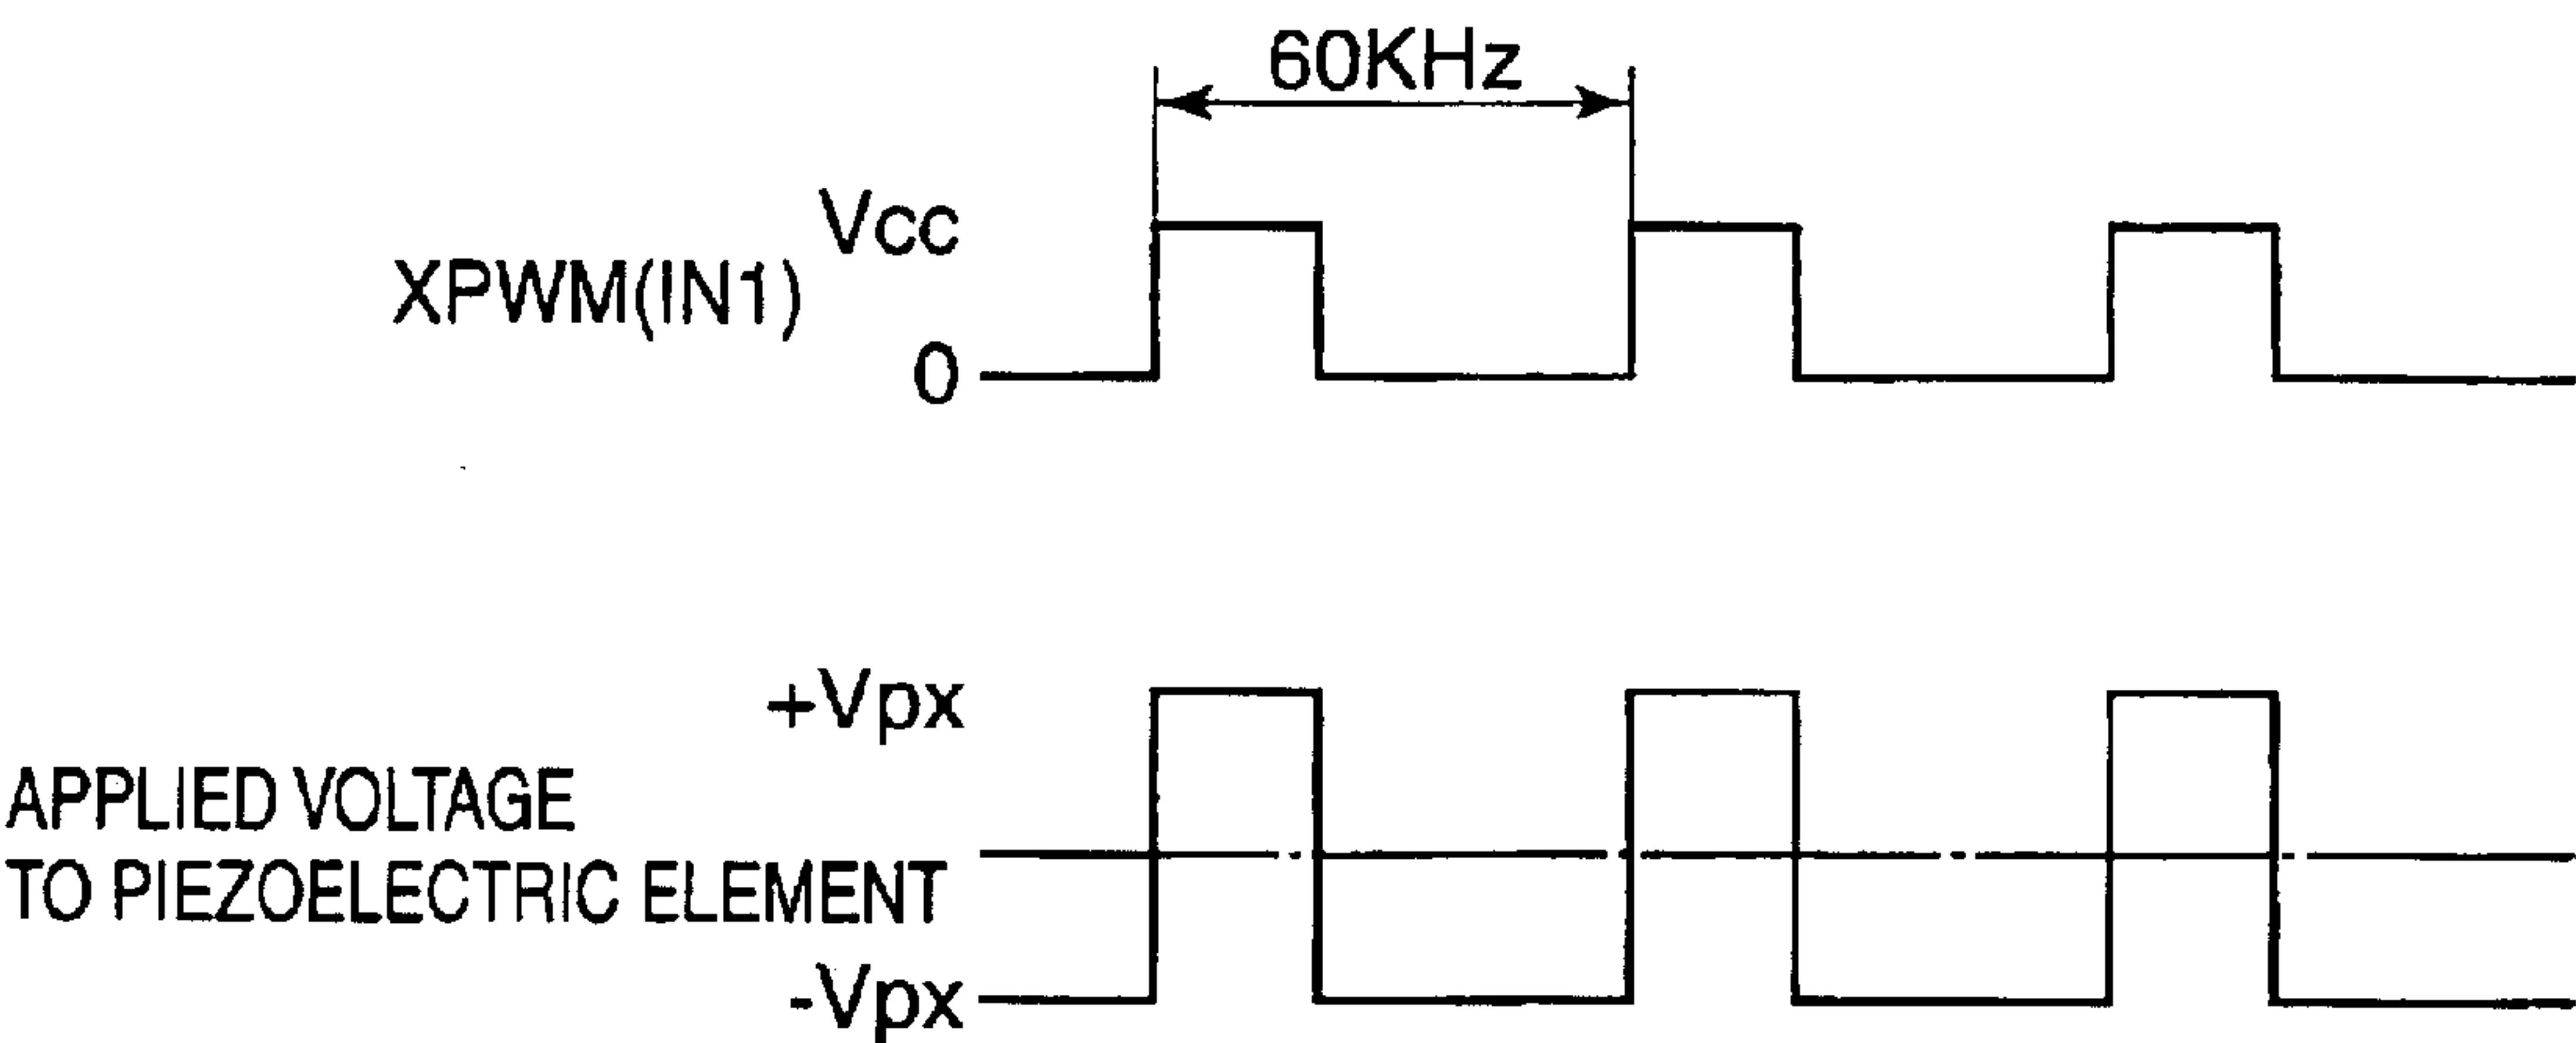 60KHz
Vcc
XPWM(IN1)
0
+Vpx
APPLIED VOLTAGE
TO PIEZOELECTRIC ELEMENT
-Vpx